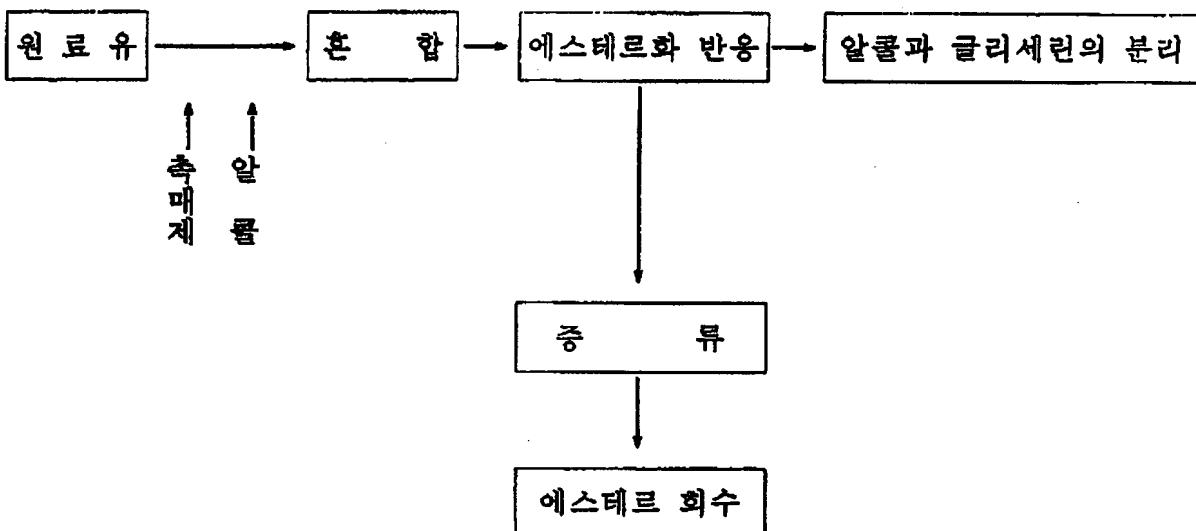 원료유
혼 합
에스테르화 반응
알콜과 글리세린의 분리
촉매제
알콜
증 류
에스테르 회수